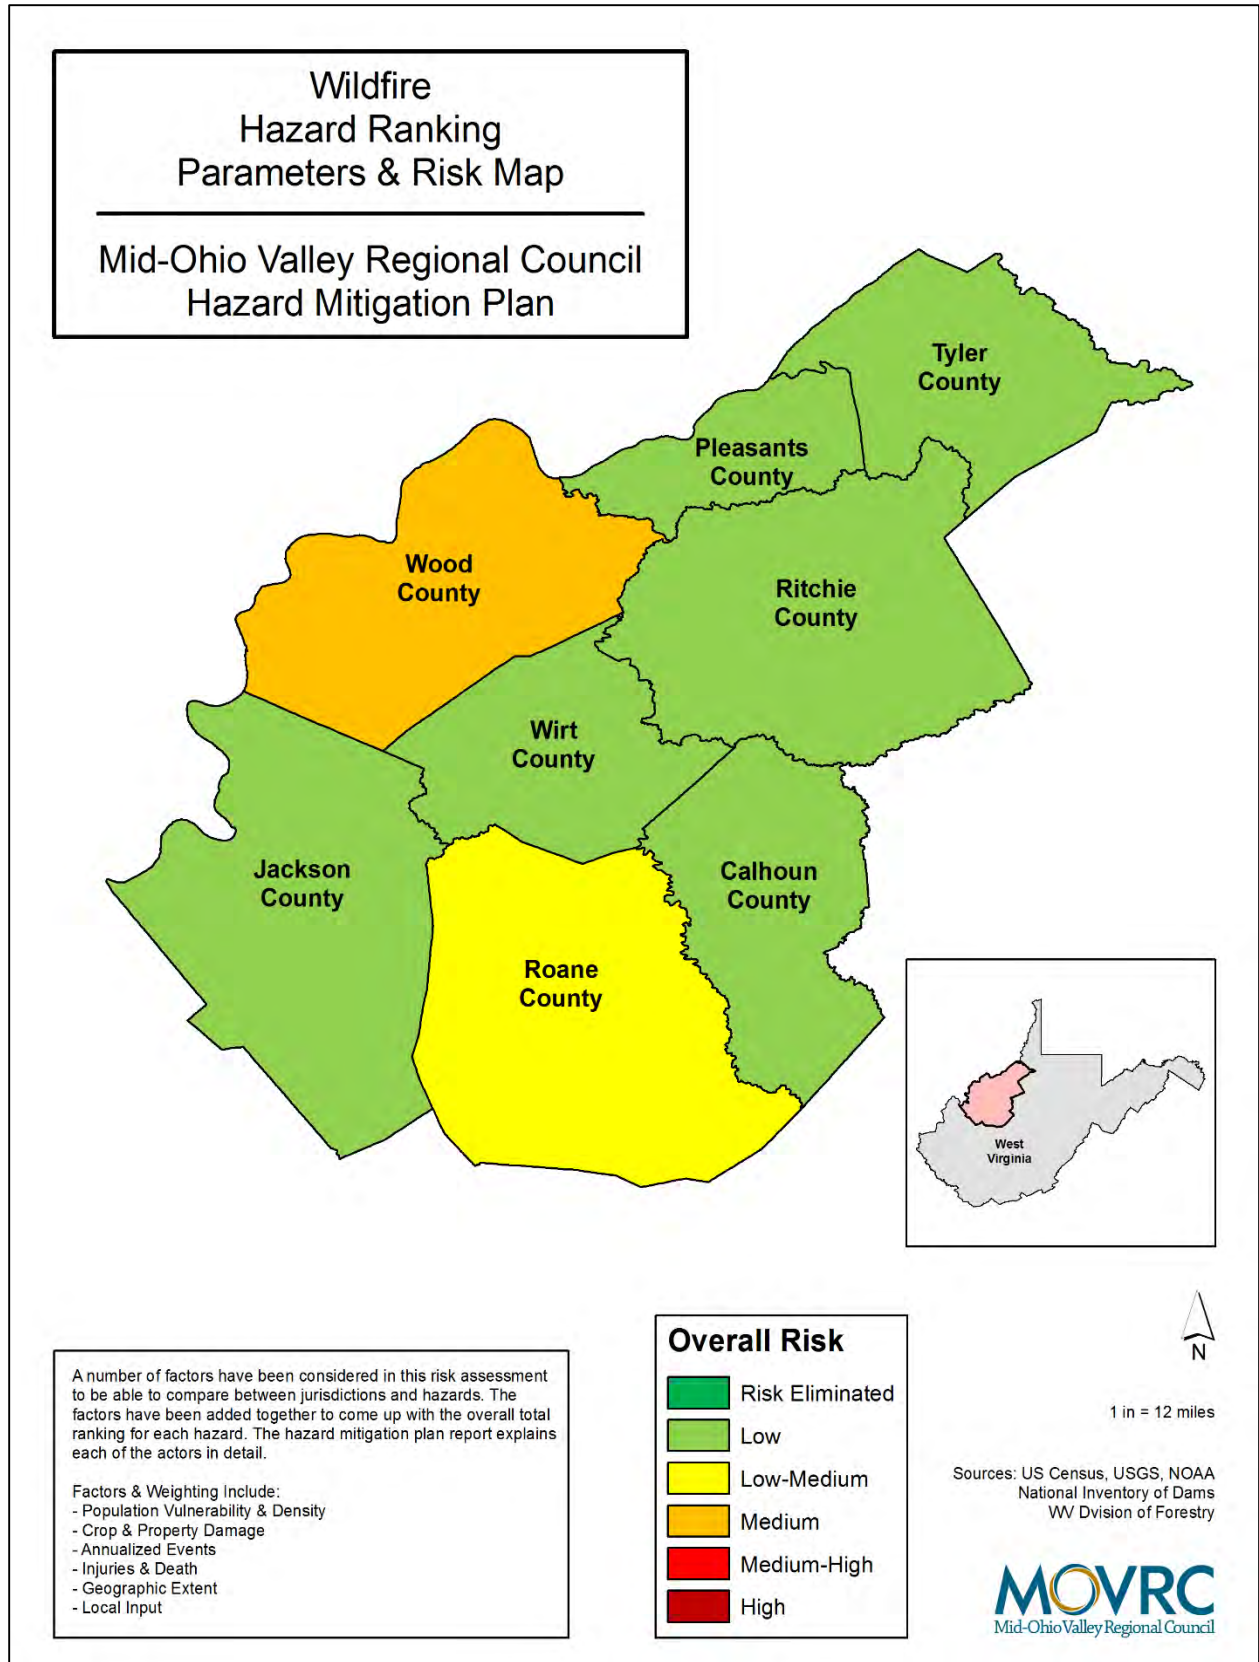 Wildfire
Hazard Ranking
Parameters & Risk Map
Mid-Ohio Valley Regional Council
Hazard Mitigation Plan
Tyler
County
Pleasants
County
Wood
County
Ritchie
County
Wirt
County
Jackson
County
Calhoun
County
Roane
County
West
Virginia
A number of factors have been considered in this risk assessment
to be able to compare between jurisdictions and hazards. The
factors have been added together to come up with the overall total
ranking for each hazard. The hazard mitigation plan report explains
each of the actors in detail.
Factors & Weighting Include:
- Population Vulnerability & Density
- Crop & Property Damage
- Annualized Events
- Injuries & Death
- Geographic Extent
- Local Input
Overall Risk
Risk Eliminated
Low
Low-Medium
Medium
Medium-High
High
N
1 in = 12 miles
Sources: US Census, USGS, NOAA
National Inventory of Dams
WV Division of Forestry
MOVRC
Mid-Ohio Valley Regional Council